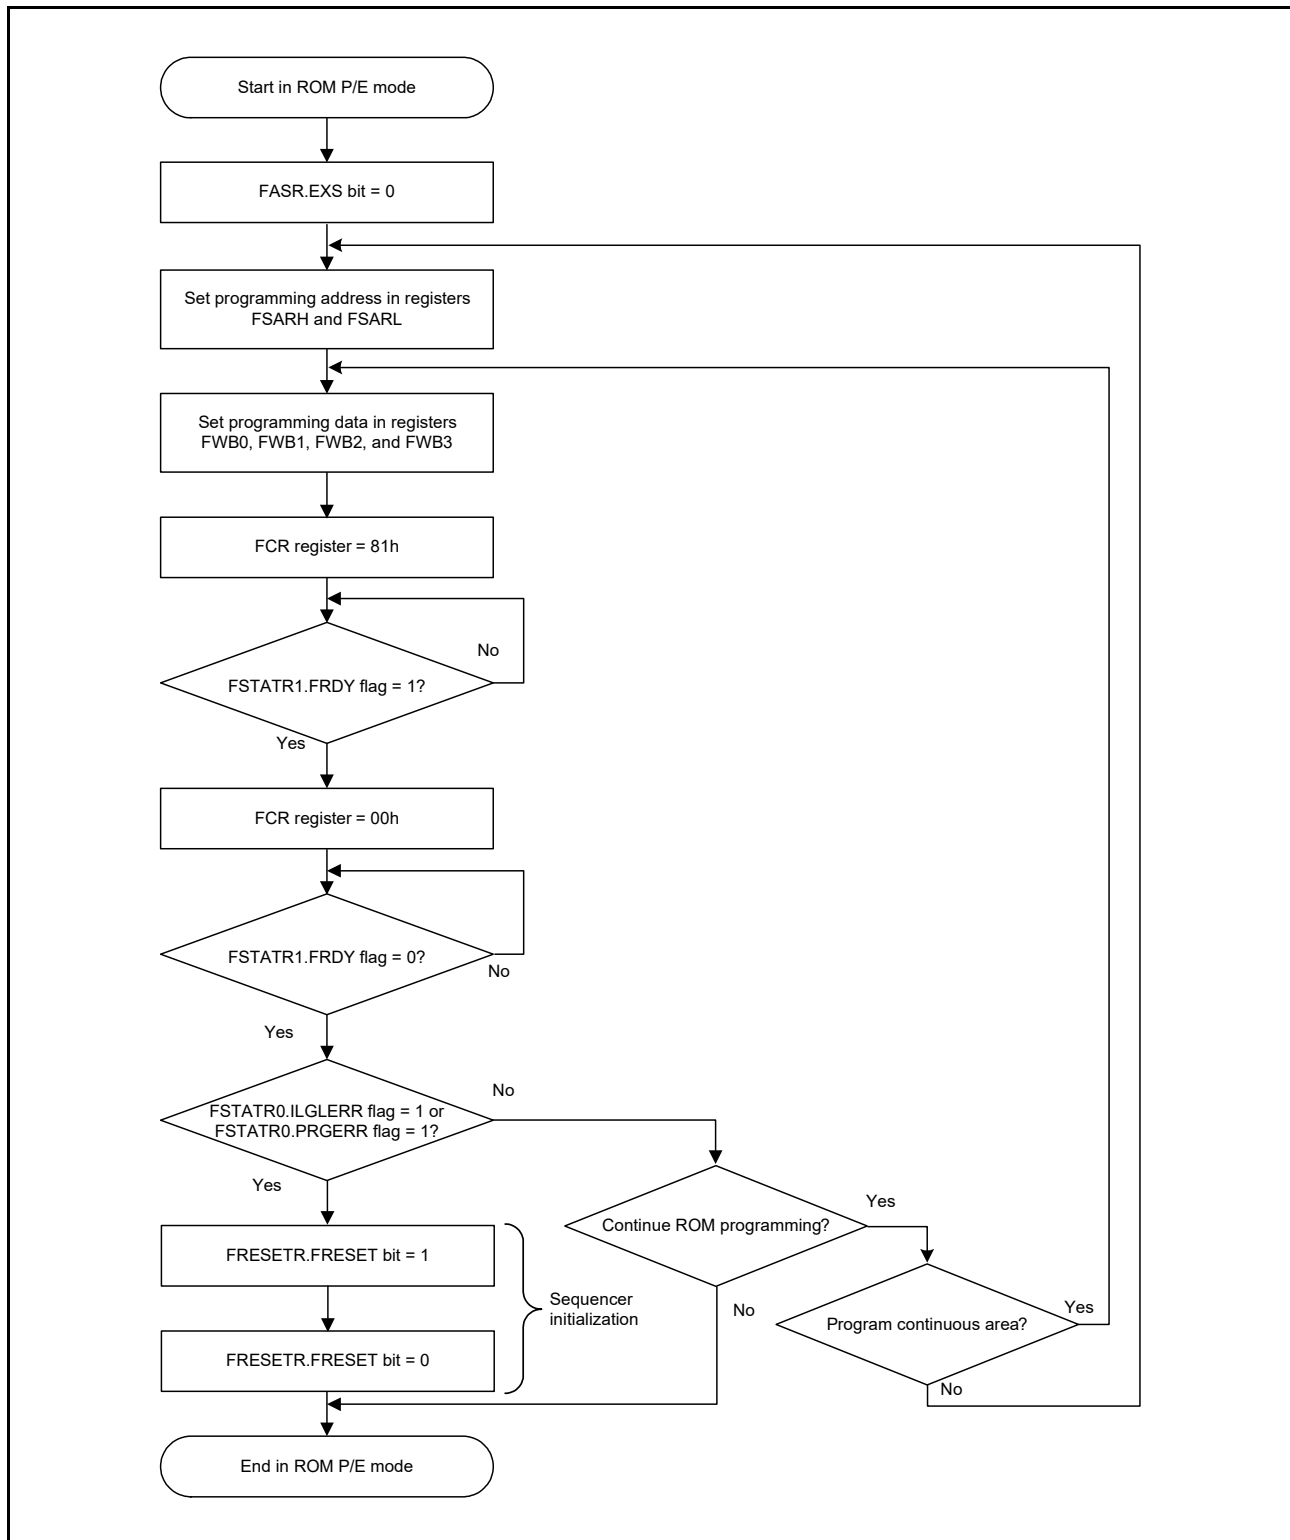 Start in ROM P/E mode
FASR.EXS bit = 0
Set programming address in registers
FSARH and FSARL
Set programming data in registers
FWB0, FWB1, FWB2, and FWB3
FCR register = 81h
No
FSTATR1.FRDY flag = 1?
Yes
FCR register = 00h
FSTATR1.FRDY flag = 0?
No
Yes
No
FSTATR0.ILGLERR flag = 1 or
FSTATR0.PRGERR flag = 1?
Yes
Yes
Continue ROM programming?
FRESETR.FRESET bit = 1
Sequencer
initialization
No
Yes
Program continuous area?
FRESETR.FRESET bit = 0
No
End in ROM P/E mode